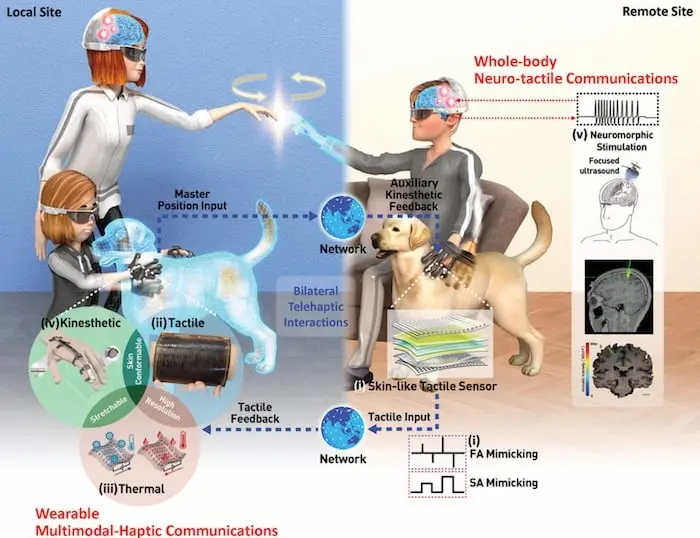 Local Site
Remote Site
Whole-body
Neuro-tactile Communications
(v) Neuromorphic
Stimulation
Focused
ultrasound
Master
Position Input
Auxiliary
Kinesthetic
Feedback
Network
Bilateral
Telehaptic
Interactions
(iv)Kinesthetic
(ii)Tactile
Skin
Conformable
Stretchable
High
Resolution
(iii)Thermal
(i) Skin-like Tactile Sensor
Tactile
Feedback
Tactile Input
Network
(i)
FA Mimicking
SA Mimicking
Wearable
Multimodal-Haptic Communications